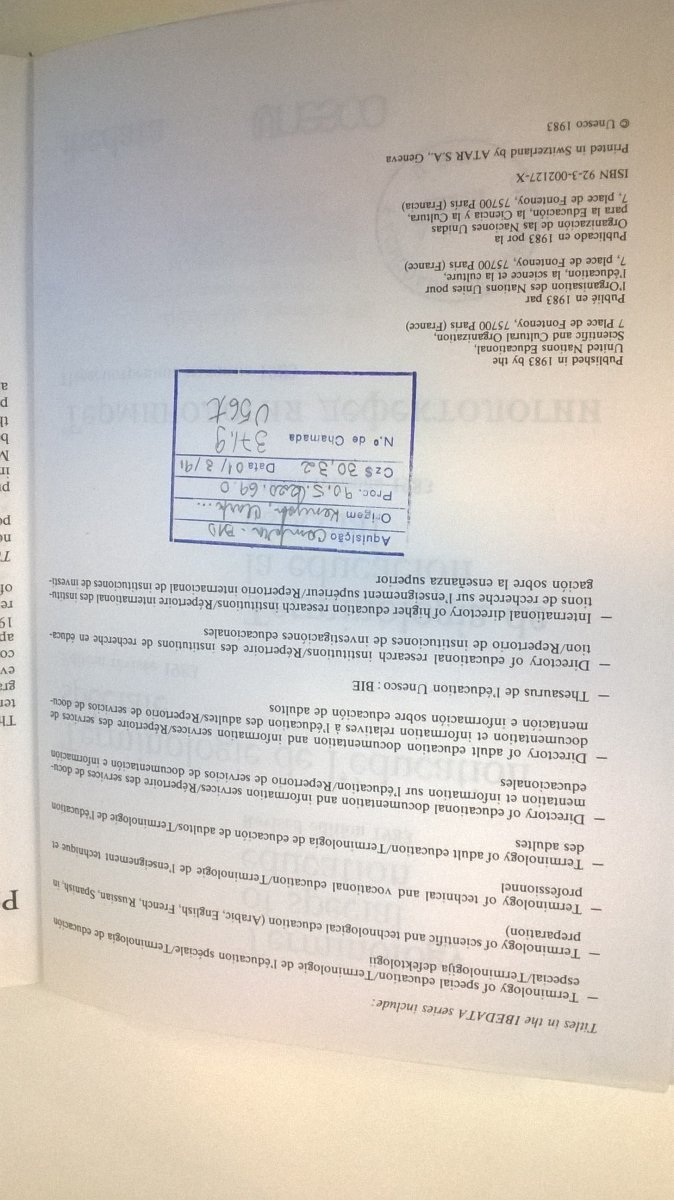 Titles in the IBEDATA series include:
— Terminology of special education/Terminologie de l'éducation spéciale/Terminología de educación
especial/Terminologija defektologii
— Terminology of scientific and technological education (Arabic, English, French, Russian, Spanish, in
preparation)
— Terminology of technical and vocational education/Terminologie de l'enseignement technique et
professionnel
— Terminology of adult education/Terminología de educación de adultos/Terminologie de l'éducation
des adultes
— Directory of educational documentation and information services/Répertoire des services de docu-
mentation et information sur l'éducation/Repertorio de servicios de documentación e información
educacionales
— Directory of adult education documentation and information services/Répertoire des services de
documentation et information relatives à l'éducation des adultes/Repertorio de servicios de docu-
mentación e información sobre educación de adultos
— Thesaurus de l'éducation Unesco : BIE
— Directory of educational research institutions/Répertoire des institutions de recherche en éduca-
tion/Repertorio de instituciones de investigaciónes educacionales
— International directory of higher education research institutions/Répertoire international des institu-
tions de recherche sur l'enseignement supérieur/Repertorio internacional de instituciones de investi-
gación sobre la enseñanza superior
Aquisição Compra -
Origem Kenyon,
Proc. 90.5.
Cz$ 30,32 Data 04/3/91
N.º de Chamada 371,9
U56t
Published in 1983 by the
United Nations Educational,
Scientific and Cultural Organization,
7 Place de Fontenoy, 75700 Paris (France)
Publié en 1983 par
l'Organisation des Nations Unies pour
l'éducation, la science et la culture,
7, place de Fontenoy, 75700 Paris (France)
Publicado en 1983 por la
Organización de las Naciones Unidas
para la Educación, la Ciencia y la Cultura,
7, place de Fontenoy, 75700 Paris (Francia)
ISBN 92-3-002127-X
Printed in Switzerland by ATAR S.A., Geneva
© Unesco 1983